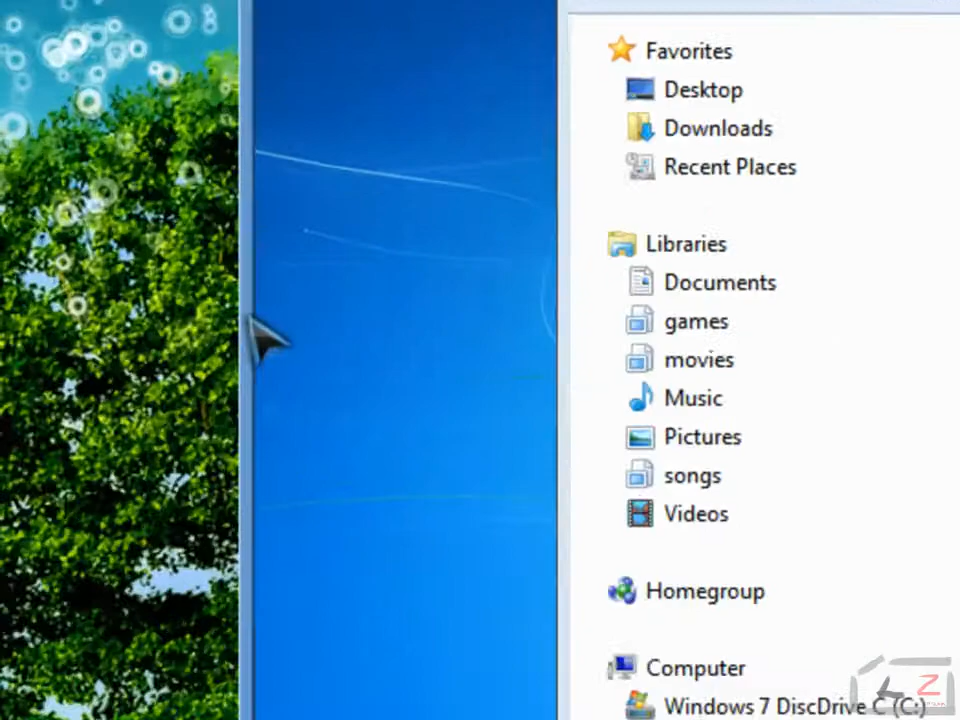 Favorites
Desktop
Downloads
Recent Places
Libraries
Documents
games
movies
Music
Pictures
songs
Videos
Homegroup
Computer
Windows 7 DiscDrive C (C:)